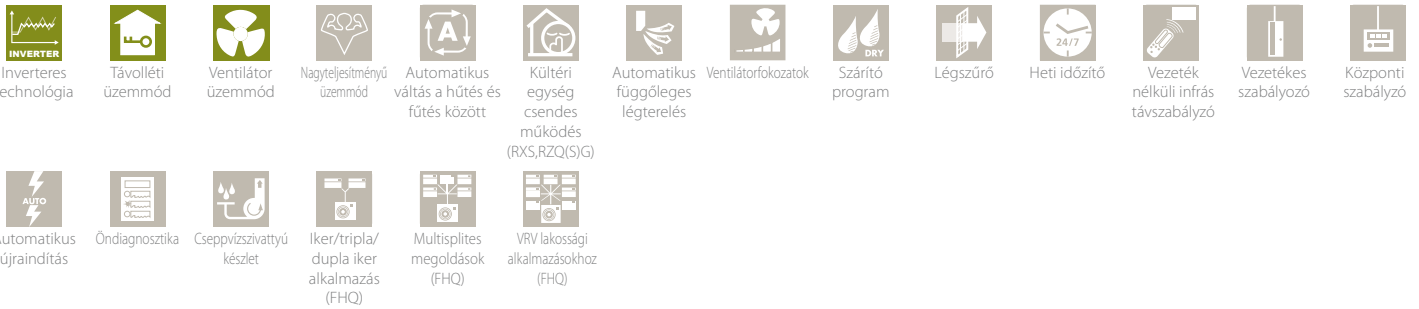 INVERTER
Inverteres
echnológia
Távolléti
üzemmód
Ventilátor
üzemmód
Nagyteljesítményű
üzemmód
A
Automatikus
váltás a hűtés és
fűtés között
Kültéri
egység
csendes
működés
(RXS,RZQ(S)G)
Automatikus
függőleges
légterelés
Ventilátorfokozatok
DRY
Szárító
program
Légszűrő
24/7
Heti időzítő
Vezeték
nélküli infrás
távszabályzó
Vezetékes
szabályozó
Központi
szabályzó
AUTO
Automatikus
újraindítás
Öndiagnosztika
Cseppvízszivattyú
készlet
Iker/tripla/
dupla iker
alkalmazás
(FHQ)
Multisplites
megoldások
(FHQ)
VRV lakossági
alkalmazásokhoz
(FHQ)